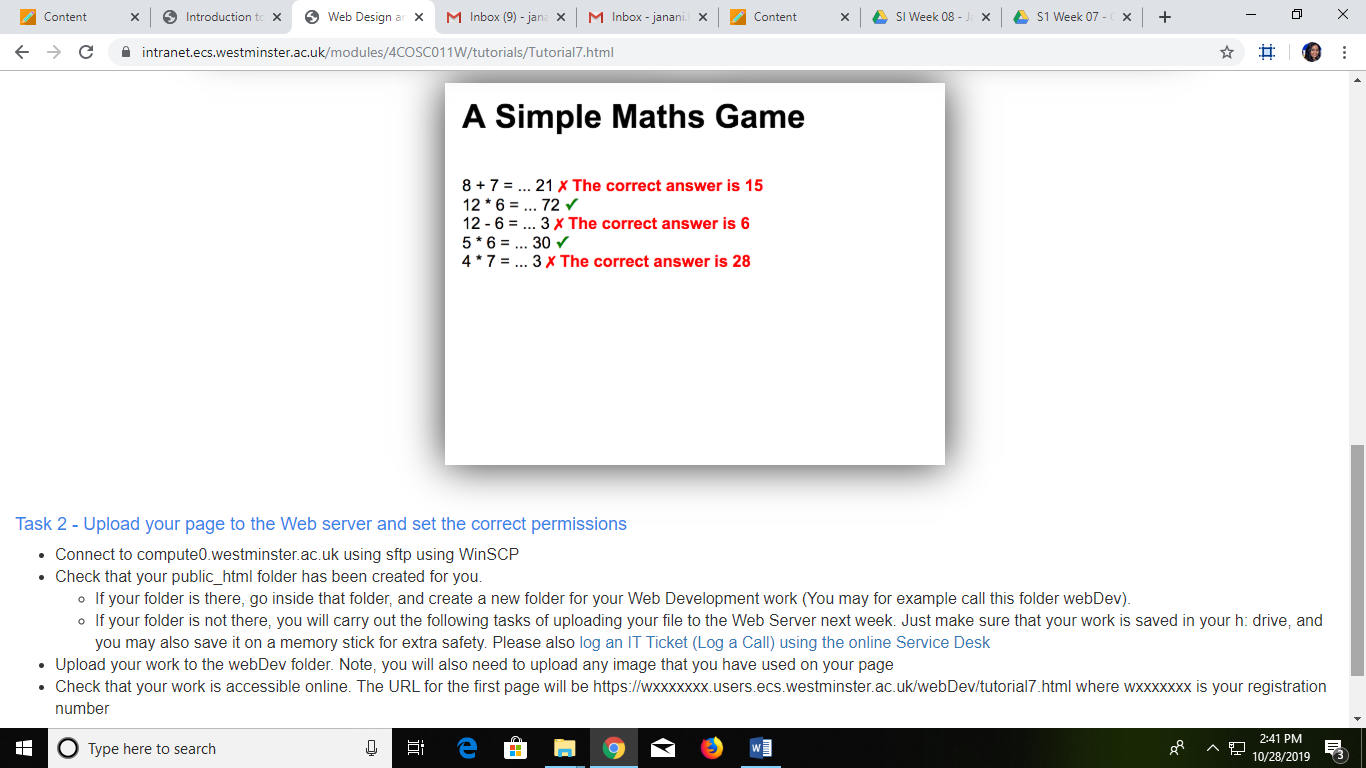 Content
Introduction to
Web Design an
Inbox (9) - jana
Inbox - janani.
Content
SI Week 08 - Ja
S1 Week 07 -
intranet.ecs.westminster.ac.uk/modules/4COSC011W/tutorials/Tutorial7.html
A Simple Maths Game
8 + 7 = ... 21 ✗ The correct answer is 15
12 * 6 = ... 72 ✓
12 - 6 = ... 3 ✗ The correct answer is 6
5 * 6 = ... 30 ✓
4 * 7 = ... 3 ✗ The correct answer is 28
Task 2 - Upload your page to the Web server and set the correct permissions
• Connect to compute0.westminster.ac.uk using sftp using WinSCP
• Check that your public_html folder has been created for you.
◦ If your folder is there, go inside that folder, and create a new folder for your Web Development work (You may for example call this folder webDev).
◦ If your folder is not there, you will carry out the following tasks of uploading your file to the Web Server next week. Just make sure that your work is saved in your h: drive, and
you may also save it on a memory stick for extra safety. Please also log an IT Ticket (Log a Call) using the online Service Desk
• Upload your work to the webDev folder. Note, you will also need to upload any image that you have used on your page
• Check that your work is accessible online. The URL for the first page will be https://wxxxxxxx.users.ecs.westminster.ac.uk/webDev/tutorial7.html where wxxxxxxx is your registration
number
Type here to search
2:41 PM
10/28/2019
3